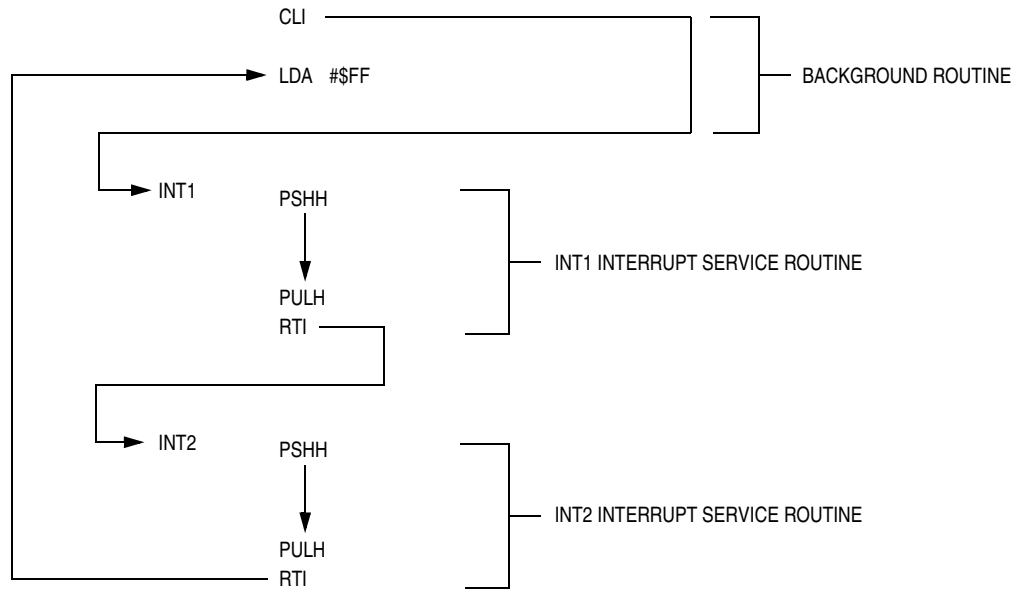 CLI
LDA #$FF
BACKGROUND ROUTINE
INT1
PSHH
INT1 INTERRUPT SERVICE ROUTINE
PULH
RTI
INT2
PSHH
INT2 INTERRUPT SERVICE ROUTINE
PULH
RTI